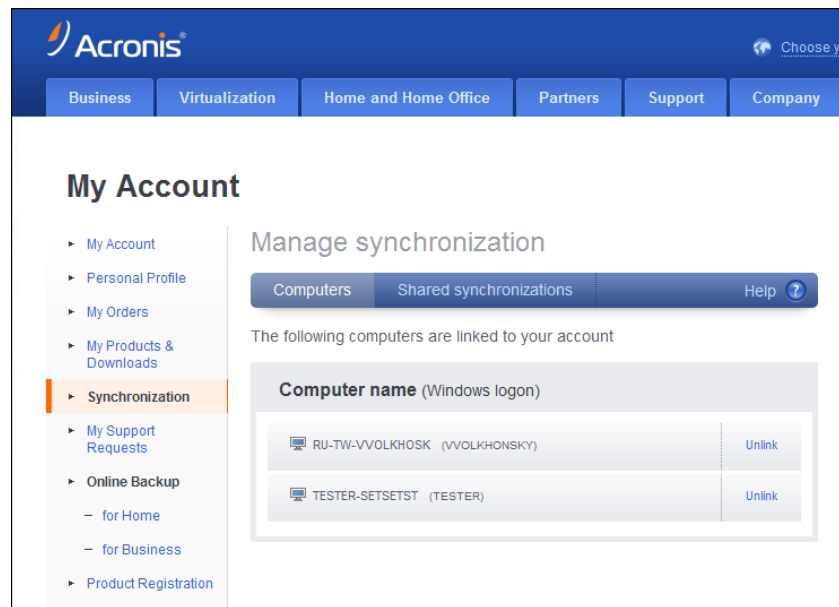 Acronis®
Choose y
Business Virtualization Home and Home Office Partners Support Company
My Account
My Account
Personal Profile
My Orders
My Products &
Downloads
Synchronization
My Support
Requests
Online Backup
– for Home
– for Business
Product Registration
Manage synchronization
Computers Shared synchronizations Help ?
The following computers are linked to your account
Computer name (Windows logon)
RU-TW-VVOLKHOSK (VVOLKHONSKY) Unlink
TESTER-SETSETST (TESTER) Unlink